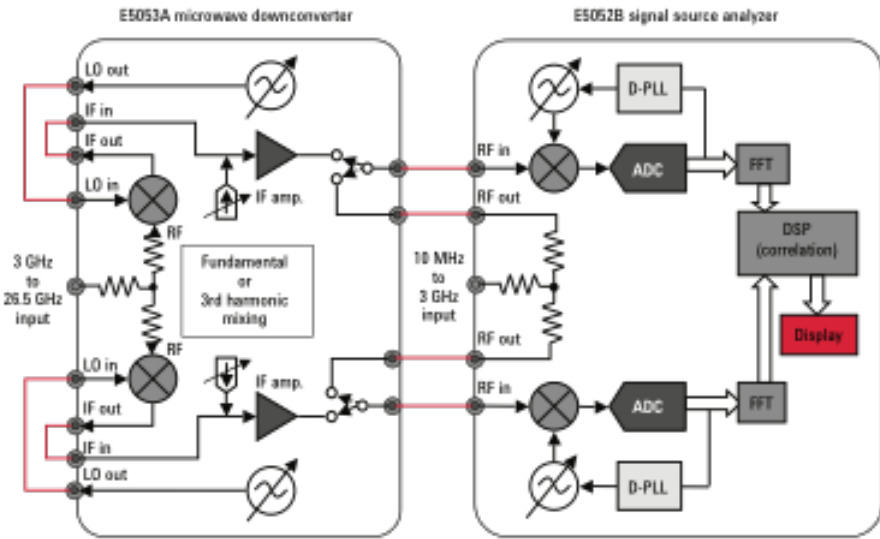 E5053A microwave downconverter
LO out
IF in
IF out
LO in
RF
IF amp.
3 GHz
to
26.5 GHz
input
Fundamental
or
3rd harmonic
mixing
RF
LO in
IF out
IF in
LO out
IF amp.
E5052B signal source analyzer
D-PLL
RF in
ADC
FFT
RF out
DSP
(correlation)
10 MHz
to
3 GHz
input
Display
RF out
RF in
ADC
FFT
D-PLL